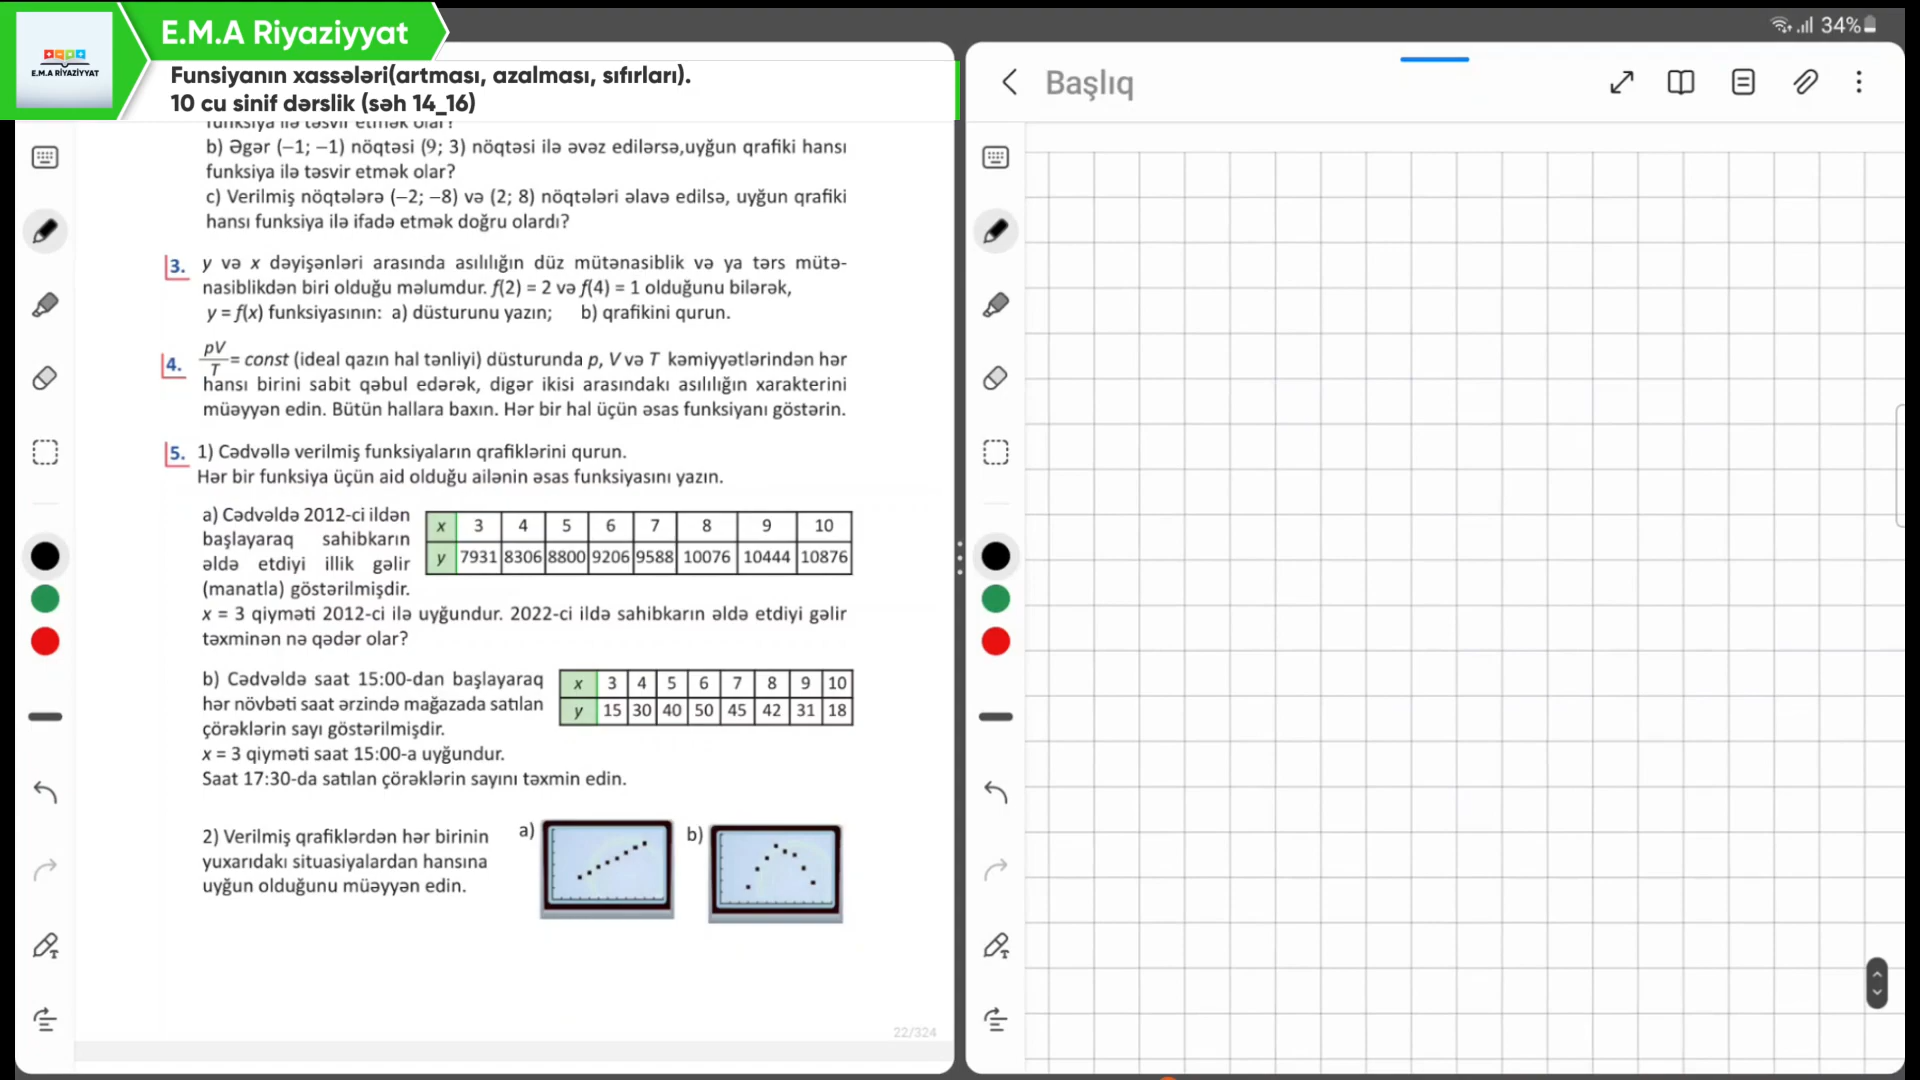 E.M.A Riyaziyyat
E.M.A RİYAZİYYAT
Funsiyanın xassələri(artması, azalması, sıfırları).
10 cu sinif dərslik (səh 14_16)
34%
Başlıq
funksiya ilə təsvir etmək olar?
b) Əgər (−1; −1) nöqtəsi (9; 3) nöqtəsi ilə əvəz edilərsə,uyğun qrafiki hansı
funksiya ilə təsvir etmək olar?
c) Verilmiş nöqtələrə (−2; −8) və (2; 8) nöqtələri əlavə edilsə, uyğun qrafiki
hansı funksiya ilə ifadə etmək doğru olardı?
3. y və x dəyişənləri arasında asılılığın düz mütənasiblik və ya tərs mütə-
nasiblikdən biri olduğu məlumdur. f(2) = 2 və f(4) = 1 olduğunu bilərək,
y = f(x) funksiyasının: a) düsturunu yazın; b) qrafikini qurun.
4. pV/T = const (ideal qazın hal tənliyi) düsturunda p, V və T kəmiyyətlərindən hər
hansı birini sabit qəbul edərək, digər ikisi arasındakı asılılığın xarakterini
müəyyən edin. Bütün hallara baxın. Hər bir hal üçün əsas funksiyanı göstərin.
5. 1) Cədvəllə verilmiş funksiyaların qrafiklərini qurun.
Hər bir funksiya üçün aid olduğu ailənin əsas funksiyasını yazın.
a) Cədvəldə 2012-ci ildən
başlayaraq sahibkarın
əldə etdiyi illik gəlir
(manatla) göstərilmişdir.
x 3 4 5 6 7 8 9 10
y 7931 8306 8800 9206 9588 10076 10444 10876
x = 3 qiyməti 2012-ci ilə uyğundur. 2022-ci ildə sahibkarın əldə etdiyi gəlir
təxminən nə qədər olar?
b) Cədvəldə saat 15:00-dan başlayaraq
hər növbəti saat ərzində mağazada satılan
çörəklərin sayı göstərilmişdir.
x 3 4 5 6 7 8 9 10
y 15 30 40 50 45 42 31 18
x = 3 qiyməti saat 15:00-a uyğundur.
Saat 17:30-da satılan çörəklərin sayını təxmin edin.
2) Verilmiş qrafiklərdən hər birinin
yuxarıdakı situasiyalardan hansına
uyğun olduğunu müəyyən edin.
a)
b)
22/324